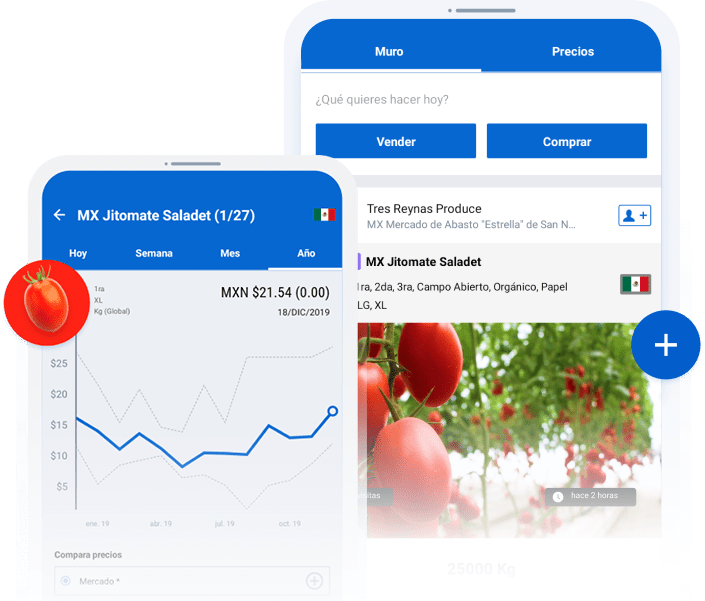 Muro
Precios
¿Qué quieres hacer hoy?
Vender
Comprar
Tres Reynas Produce
MX Mercado de Abasto "Estrella" de San N...
MX Jitomate Saladet
1ra, 2da, 3ra, Campo Abierto, Orgánico, Papel
LG, XL
hace 2 horas
25000 Kg
MX Jitomate Saladet (1/27)
Hoy
Semana
Mes
Año
1ra
XL
Kg (Global)
MXN $21.54 (0.00)
18/DIC/2019
$25
$20
$15
$10
$5
ene. 19
abr. 19
jul. 19
oct. 19
Compara precios
Mercado *